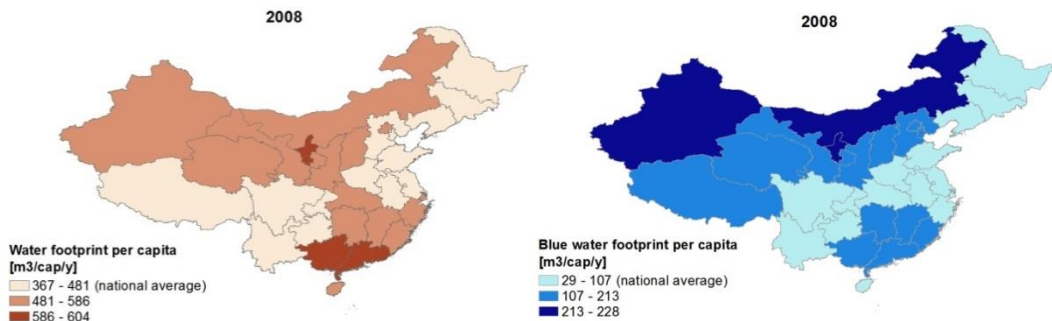 2008
Water footprint per capita
[m3/cap/y]
367 - 481 (national average)
481 - 586
586 - 604
2008
Blue water footprint per capita
[m3/cap/y]
29 - 107 (national average)
107 - 213
213 - 228